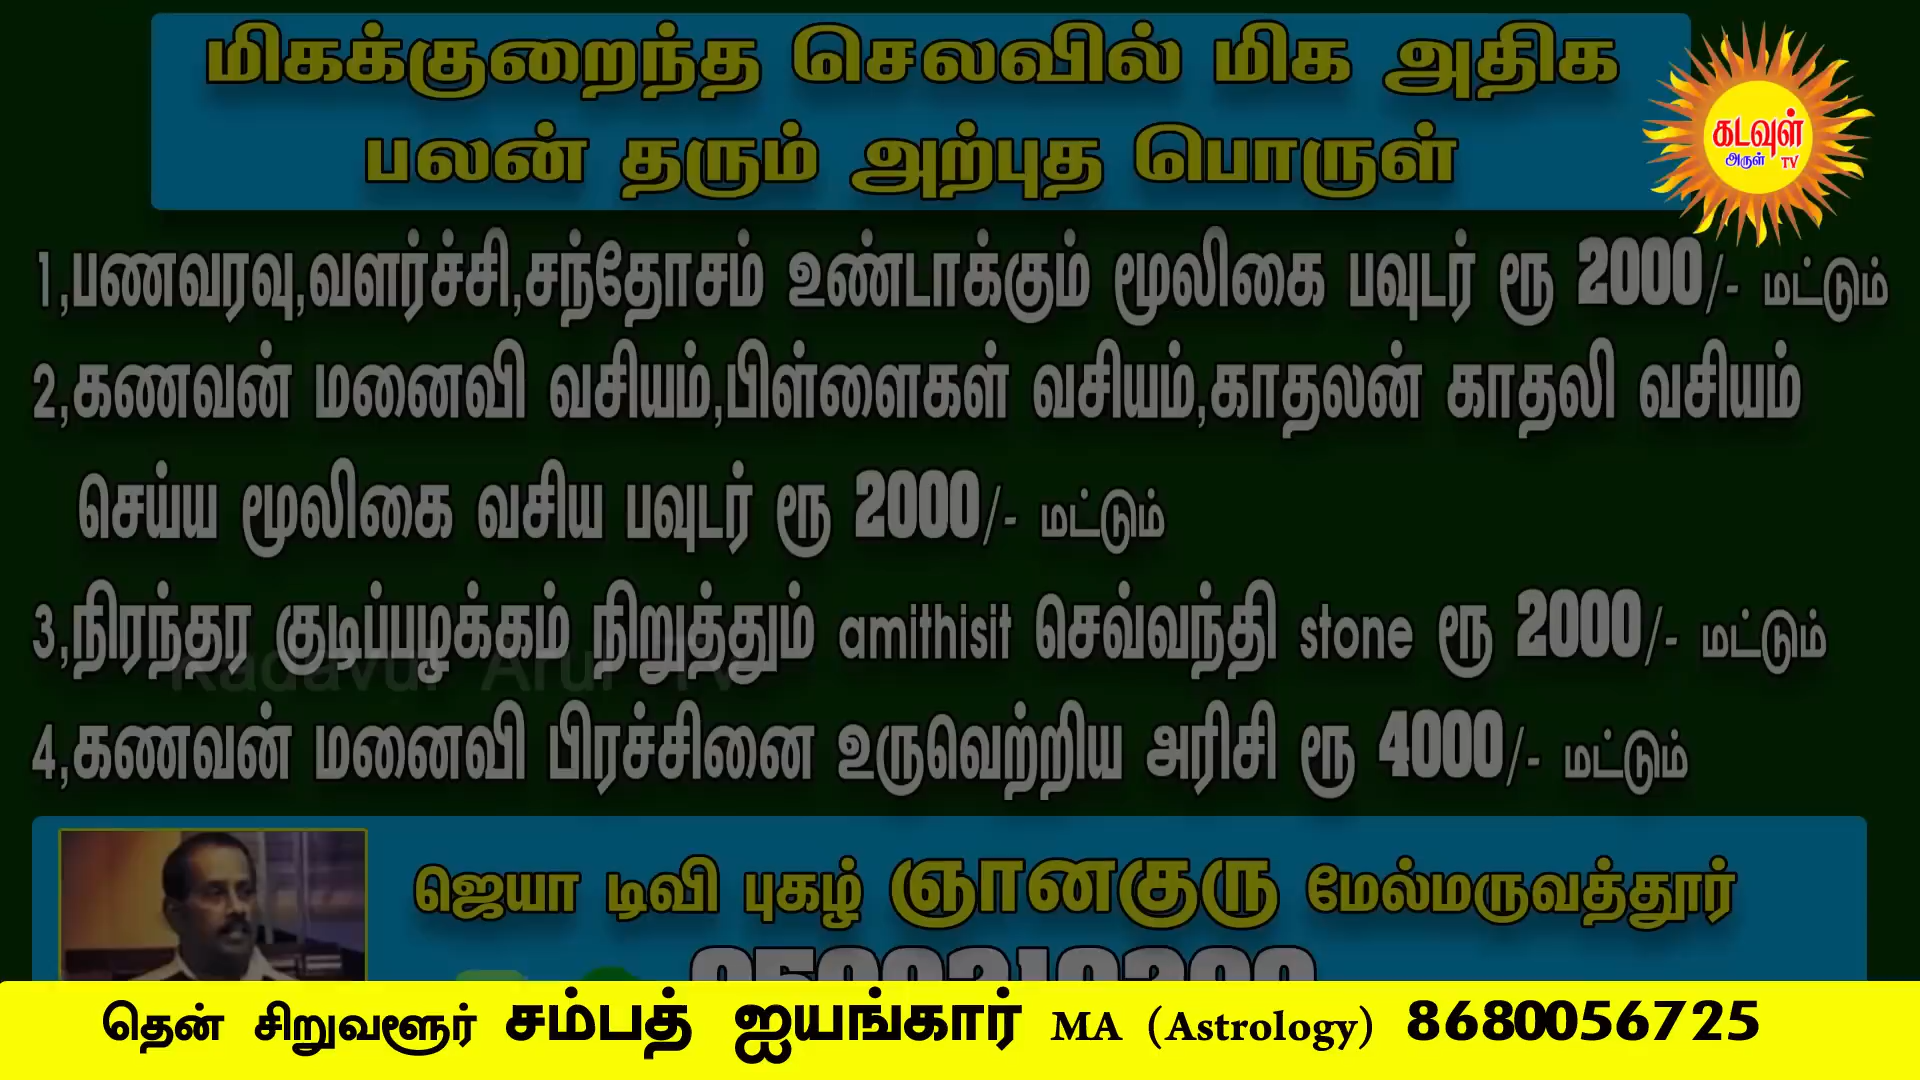 மிகக்குறைந்த செலவில் மிக அதிக
பலன் தரும் அற்புத பொருள்
கடவுள்
அருள் TV
1,பணவரவு,வளர்ச்சி,சந்தோசம் உண்டாக்கும் மூலிகை பவுடர் ரூ 2000/- மட்டும்
2,கணவன் மனைவி வசியம்,பிள்ளைகள் வசியம்,காதலன் காதலி வசியம்
செய்ய மூலிகை வசிய பவுடர் ரூ 2000/- மட்டும்
3,நிரந்தர குடிப்பழக்கம் நிறுத்தும் amithisit செவ்வந்தி stone ரூ 2000/- மட்டும்
Kadavul Arul Tv
4,கணவன் மனைவி பிரச்சினை உருவெற்றிய அரிசி ரூ 4000/- மட்டும்
ஜெயா டிவி புகழ் ஞானகுரு மேல்மருவத்தூர்
தென் சிறுவளூர் சம்பத் ஐயங்கார் MA (Astrology) 8680056725